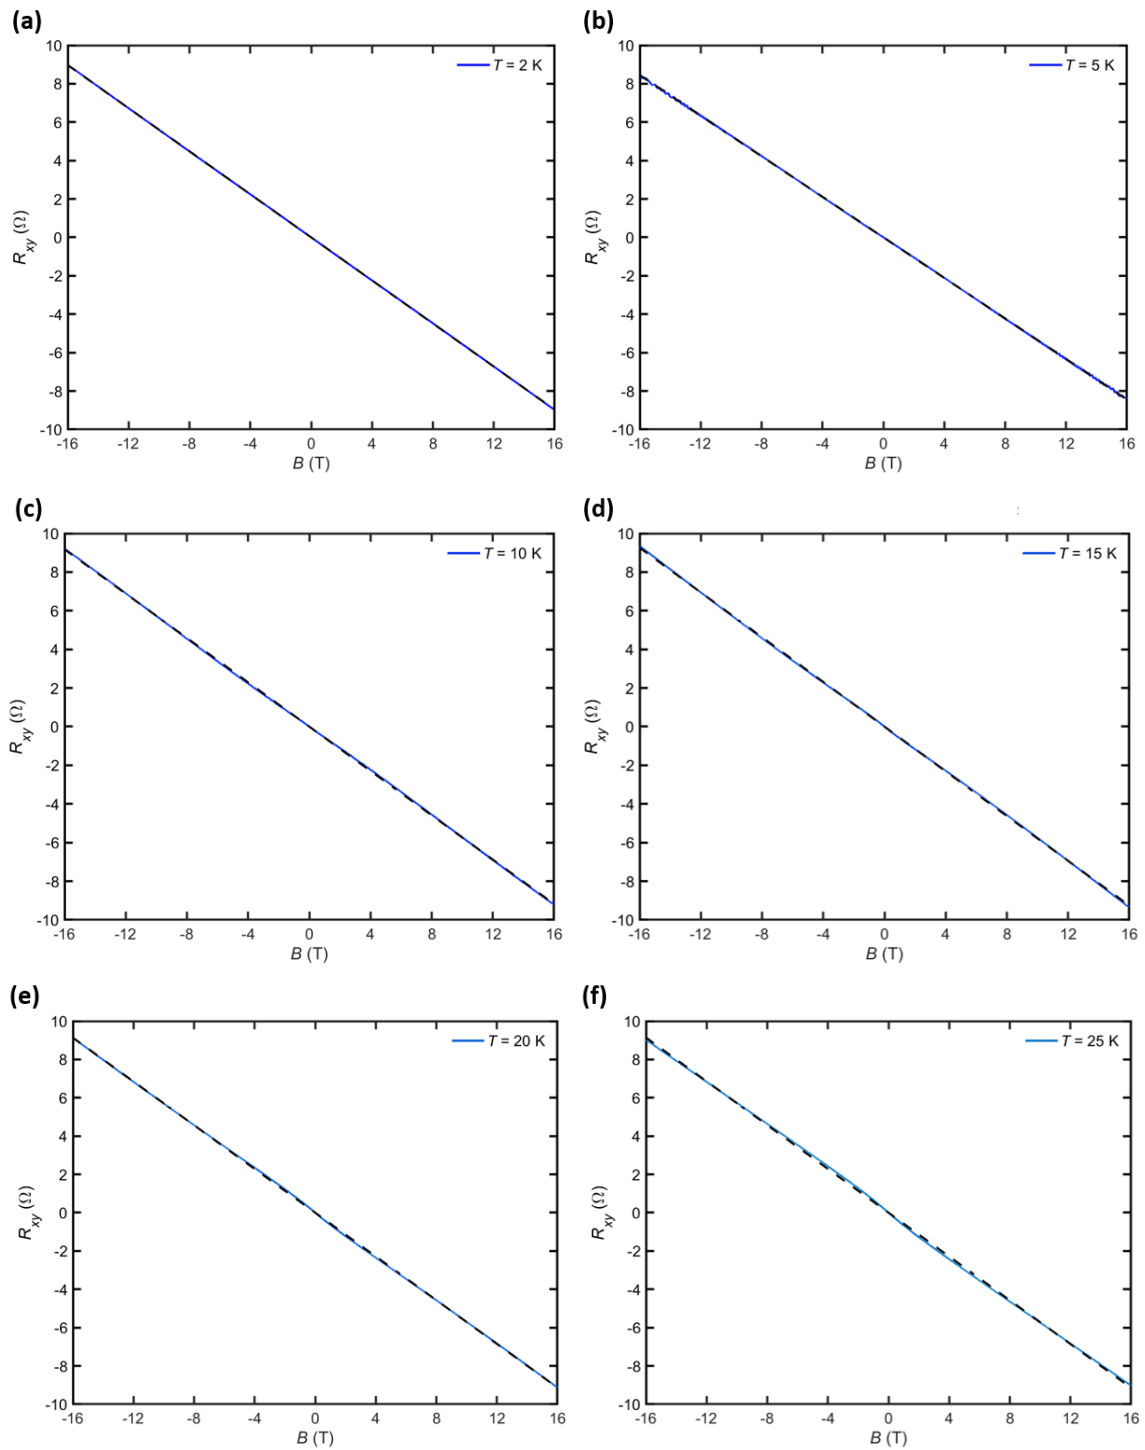 (a)
10
8
6
4
2
0
-2
-4
-6
-8
-10
-16 -12 -8 -4 0 4 8 12 16
R_xy (Ω)
B (T)
T = 2 K
(b)
10
8
6
4
2
0
-2
-4
-6
-8
-10
-16 -12 -8 -4 0 4 8 12 16
R_xy (Ω)
B (T)
T = 5 K
(c)
10
8
6
4
2
0
-2
-4
-6
-8
-10
-16 -12 -8 -4 0 4 8 12 16
R_xy (Ω)
B (T)
T = 10 K
(d)
10
8
6
4
2
0
-2
-4
-6
-8
-10
-16 -12 -8 -4 0 4 8 12 16
R_xy (Ω)
B (T)
T = 15 K
(e)
10
8
6
4
2
0
-2
-4
-6
-8
-10
-16 -12 -8 -4 0 4 8 12 16
R_xy (Ω)
B (T)
T = 20 K
(f)
10
8
6
4
2
0
-2
-4
-6
-8
-10
-16 -12 -8 -4 0 4 8 12 16
R_xy (Ω)
B (T)
T = 25 K